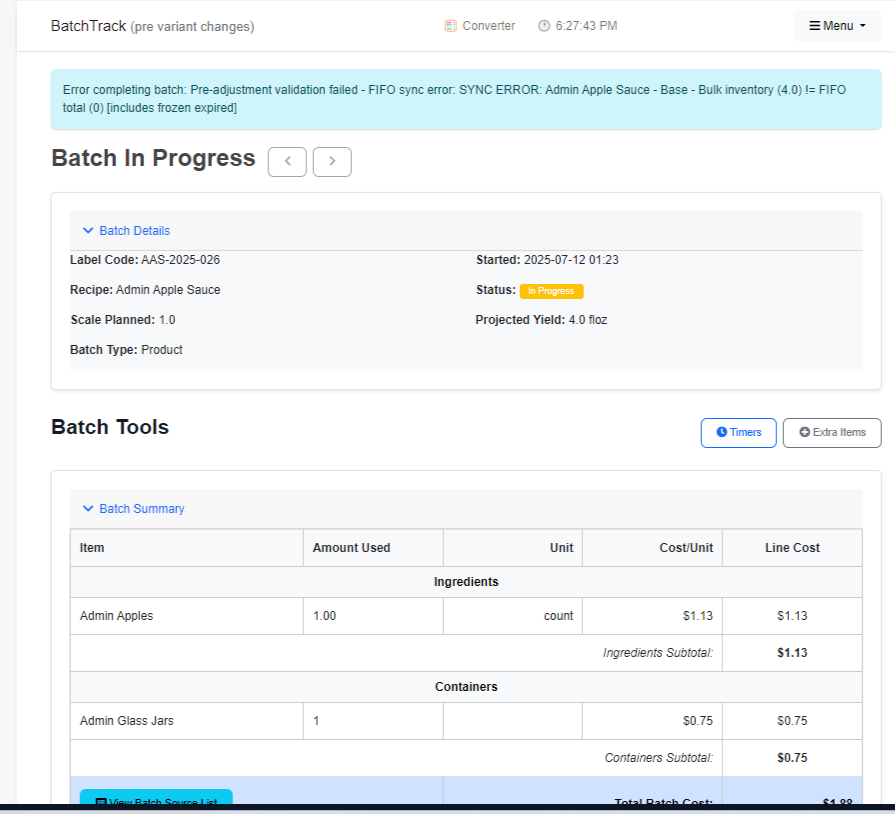 BatchTrack (pre variant changes) Converter 6:27:43 PM Menu
Error completing batch: Pre-adjustment validation failed - FIFO sync error: SYNC ERROR: Admin Apple Sauce - Base - Bulk inventory (4.0) != FIFO
total (0) [includes frozen expired]
Batch In Progress
Batch Details
Label Code: AAS-2025-026 Started: 2025-07-12 01:23
Recipe: Admin Apple Sauce Status: In Progress
Scale Planned: 1.0 Projected Yield: 4.0 floz
Batch Type: Product
Batch Tools Timers Extra Items
Batch Summary
Item Amount Used Unit Cost/Unit Line Cost
Ingredients
Admin Apples 1.00 count $1.13 $1.13
Ingredients Subtotal: $1.13
Containers
Admin Glass Jars 1 $0.75 $0.75
Containers Subtotal: $0.75
View Batch Source List Total Batch Cost: $1.88